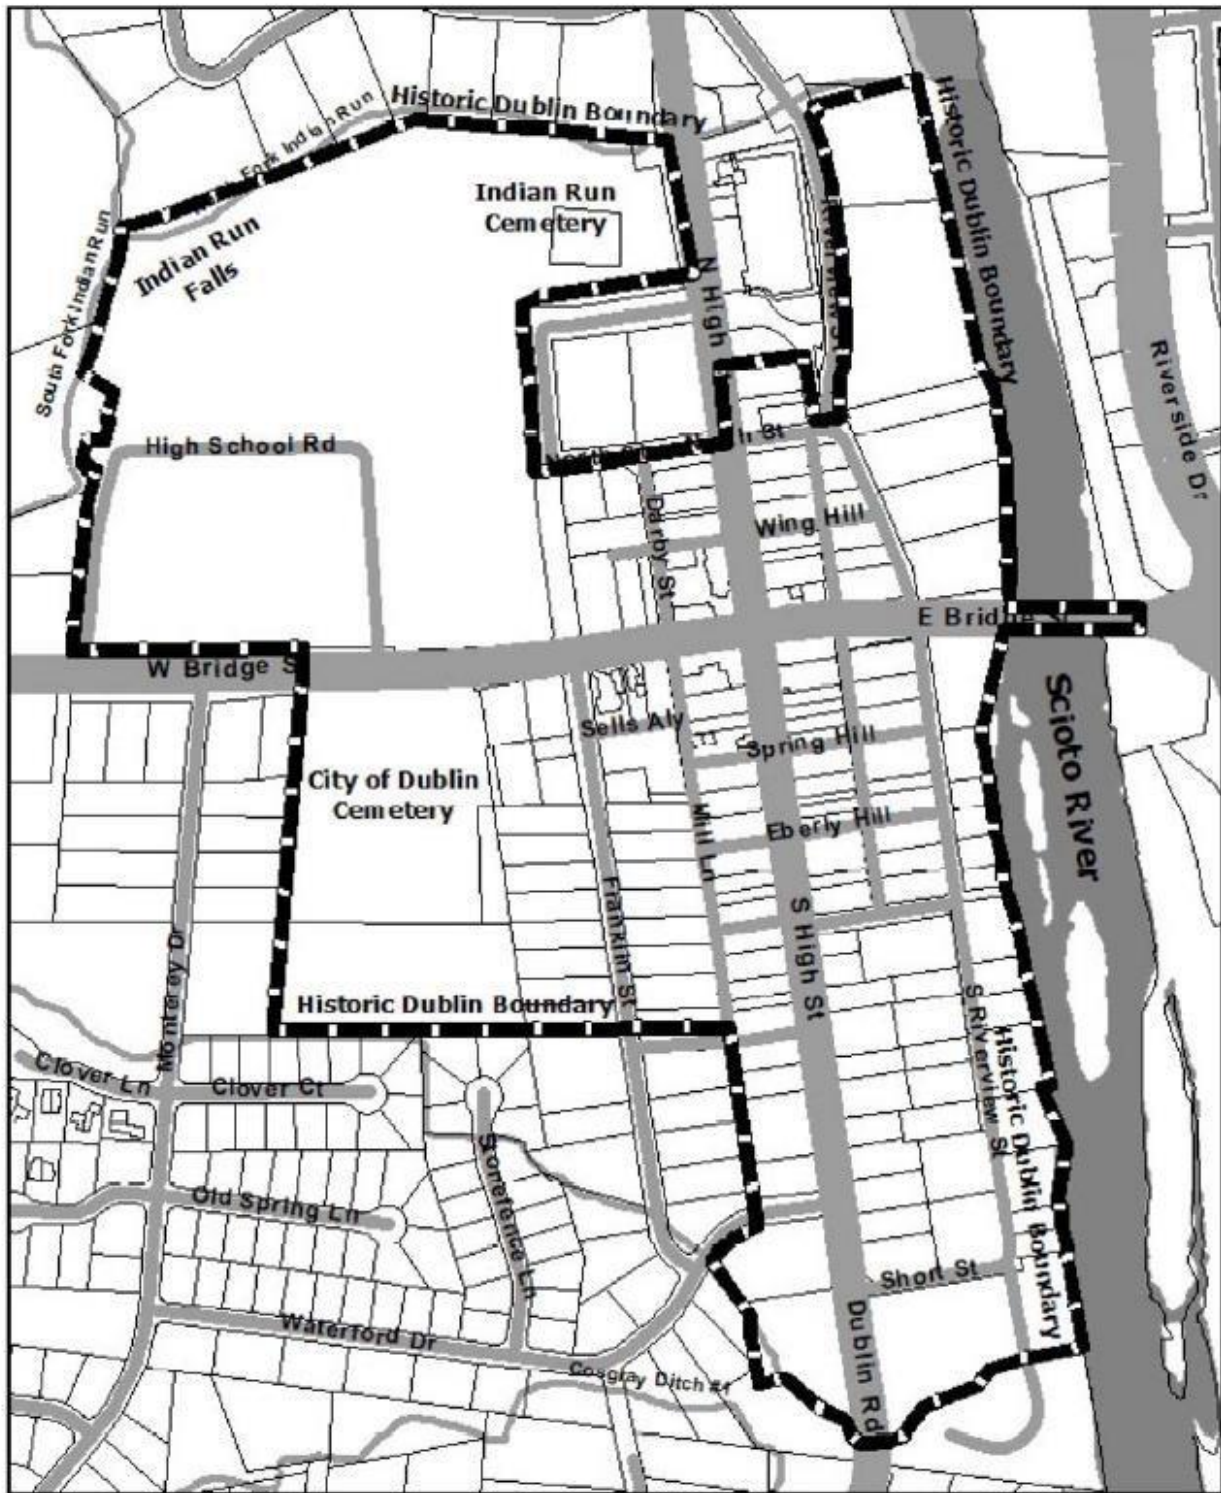 Historic Dublin Boundary
Historic Dublin Boundary
Fork Indian Run
South Fork Indian Run
Indian Run
Falls
Indian Run
Cemetery
N High
Riverview St
Riverside Dr
High School Rd
North St
Darby St
Wing Hill
E Bridge St
W Bridge S
Scioto River
Sells Aly
Spring Hill
City of Dublin
Cemetery
Mill Ln
Eberly Hill
Franklin St
S High St
Monterey Dr
Historic Dublin Boundary
S Riverview St
Historic Dublin Boundary
Clover Ln
Clover Ct
Stonefence Ln
Old Spring Ln
Short St
Waterford Dr
Dublin Rd
Cosgray Ditch #1